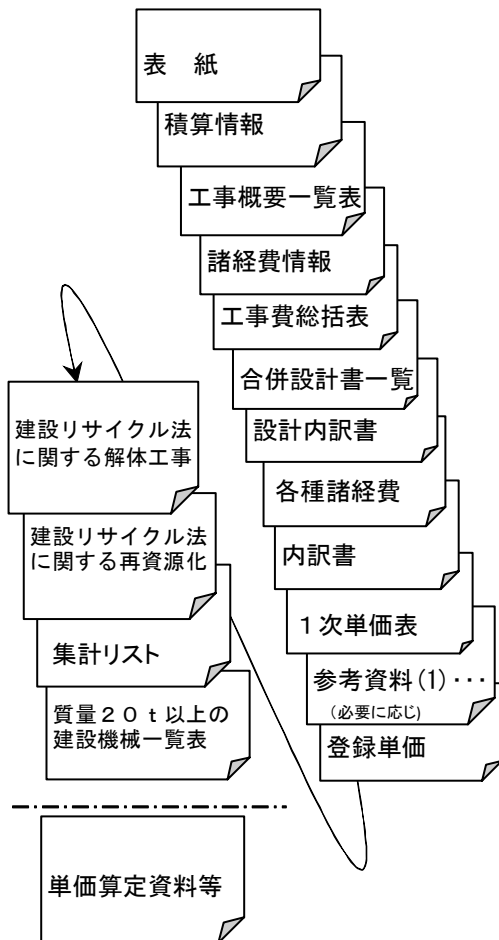 表　紙
積算情報
工事概要一覧表
諸経費情報
工事費総括表
合併設計書一覧
設計内訳書
各種諸経費
内訳書
１次単価表
参考資料(1)･･･
（必要に応じ）
登録単価
建設リサイクル法
に関する解体工事
建設リサイクル法
に関する再資源化
集計リスト
質量２０ｔ以上の
建設機械一覧表
単価算定資料等